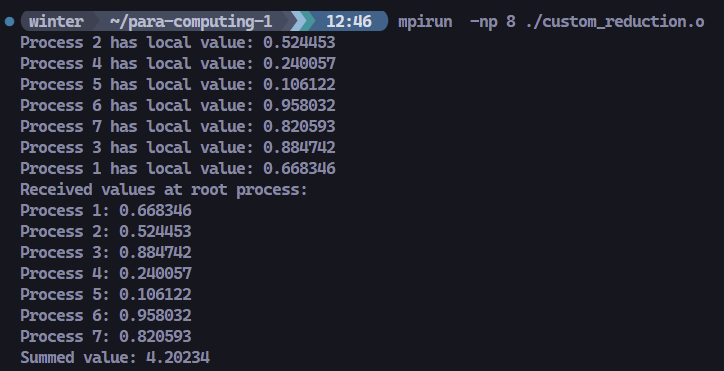 winter ~/para-computing-1 12:46 mpirun -np 8 ./custom_reduction.o
Process 2 has local value: 0.524453
Process 4 has local value: 0.240057
Process 5 has local value: 0.106122
Process 6 has local value: 0.958032
Process 7 has local value: 0.820593
Process 3 has local value: 0.884742
Process 1 has local value: 0.668346
Received values at root process:
Process 1: 0.668346
Process 2: 0.524453
Process 3: 0.884742
Process 4: 0.240057
Process 5: 0.106122
Process 6: 0.958032
Process 7: 0.820593
Summed value: 4.20234